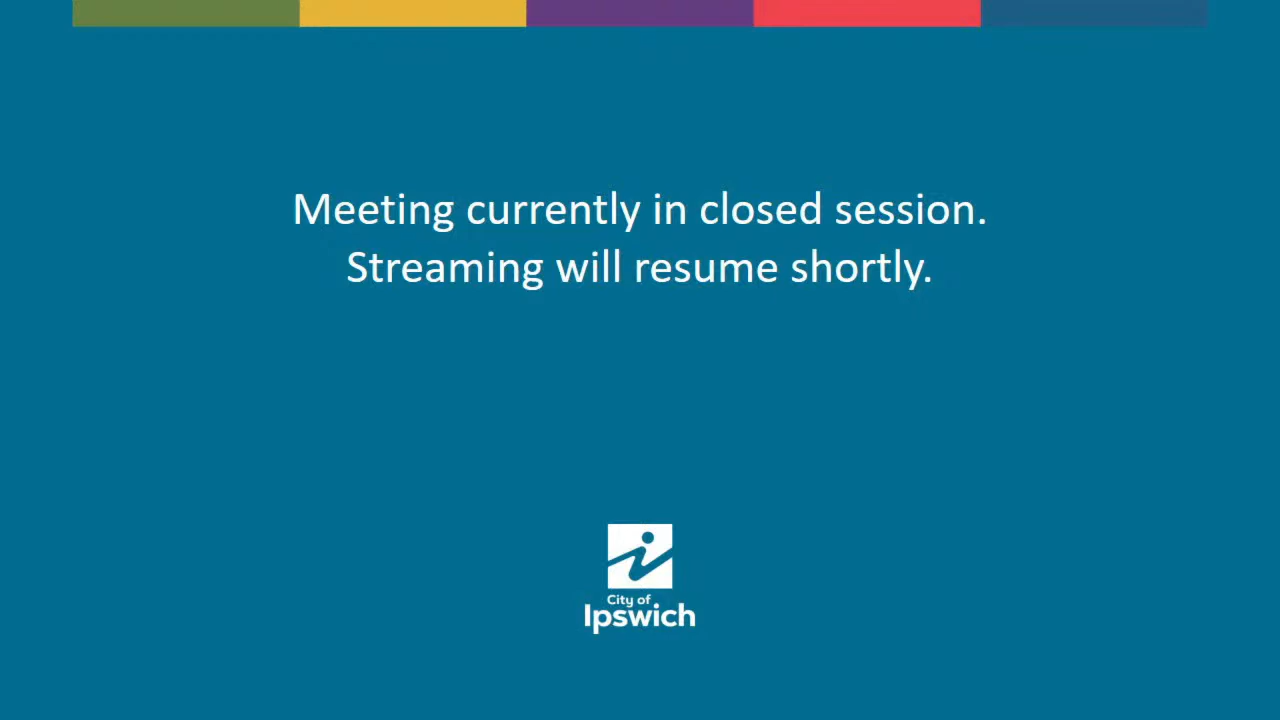 Meeting currently in closed session.
Streaming will resume shortly.
City of
Ipswich